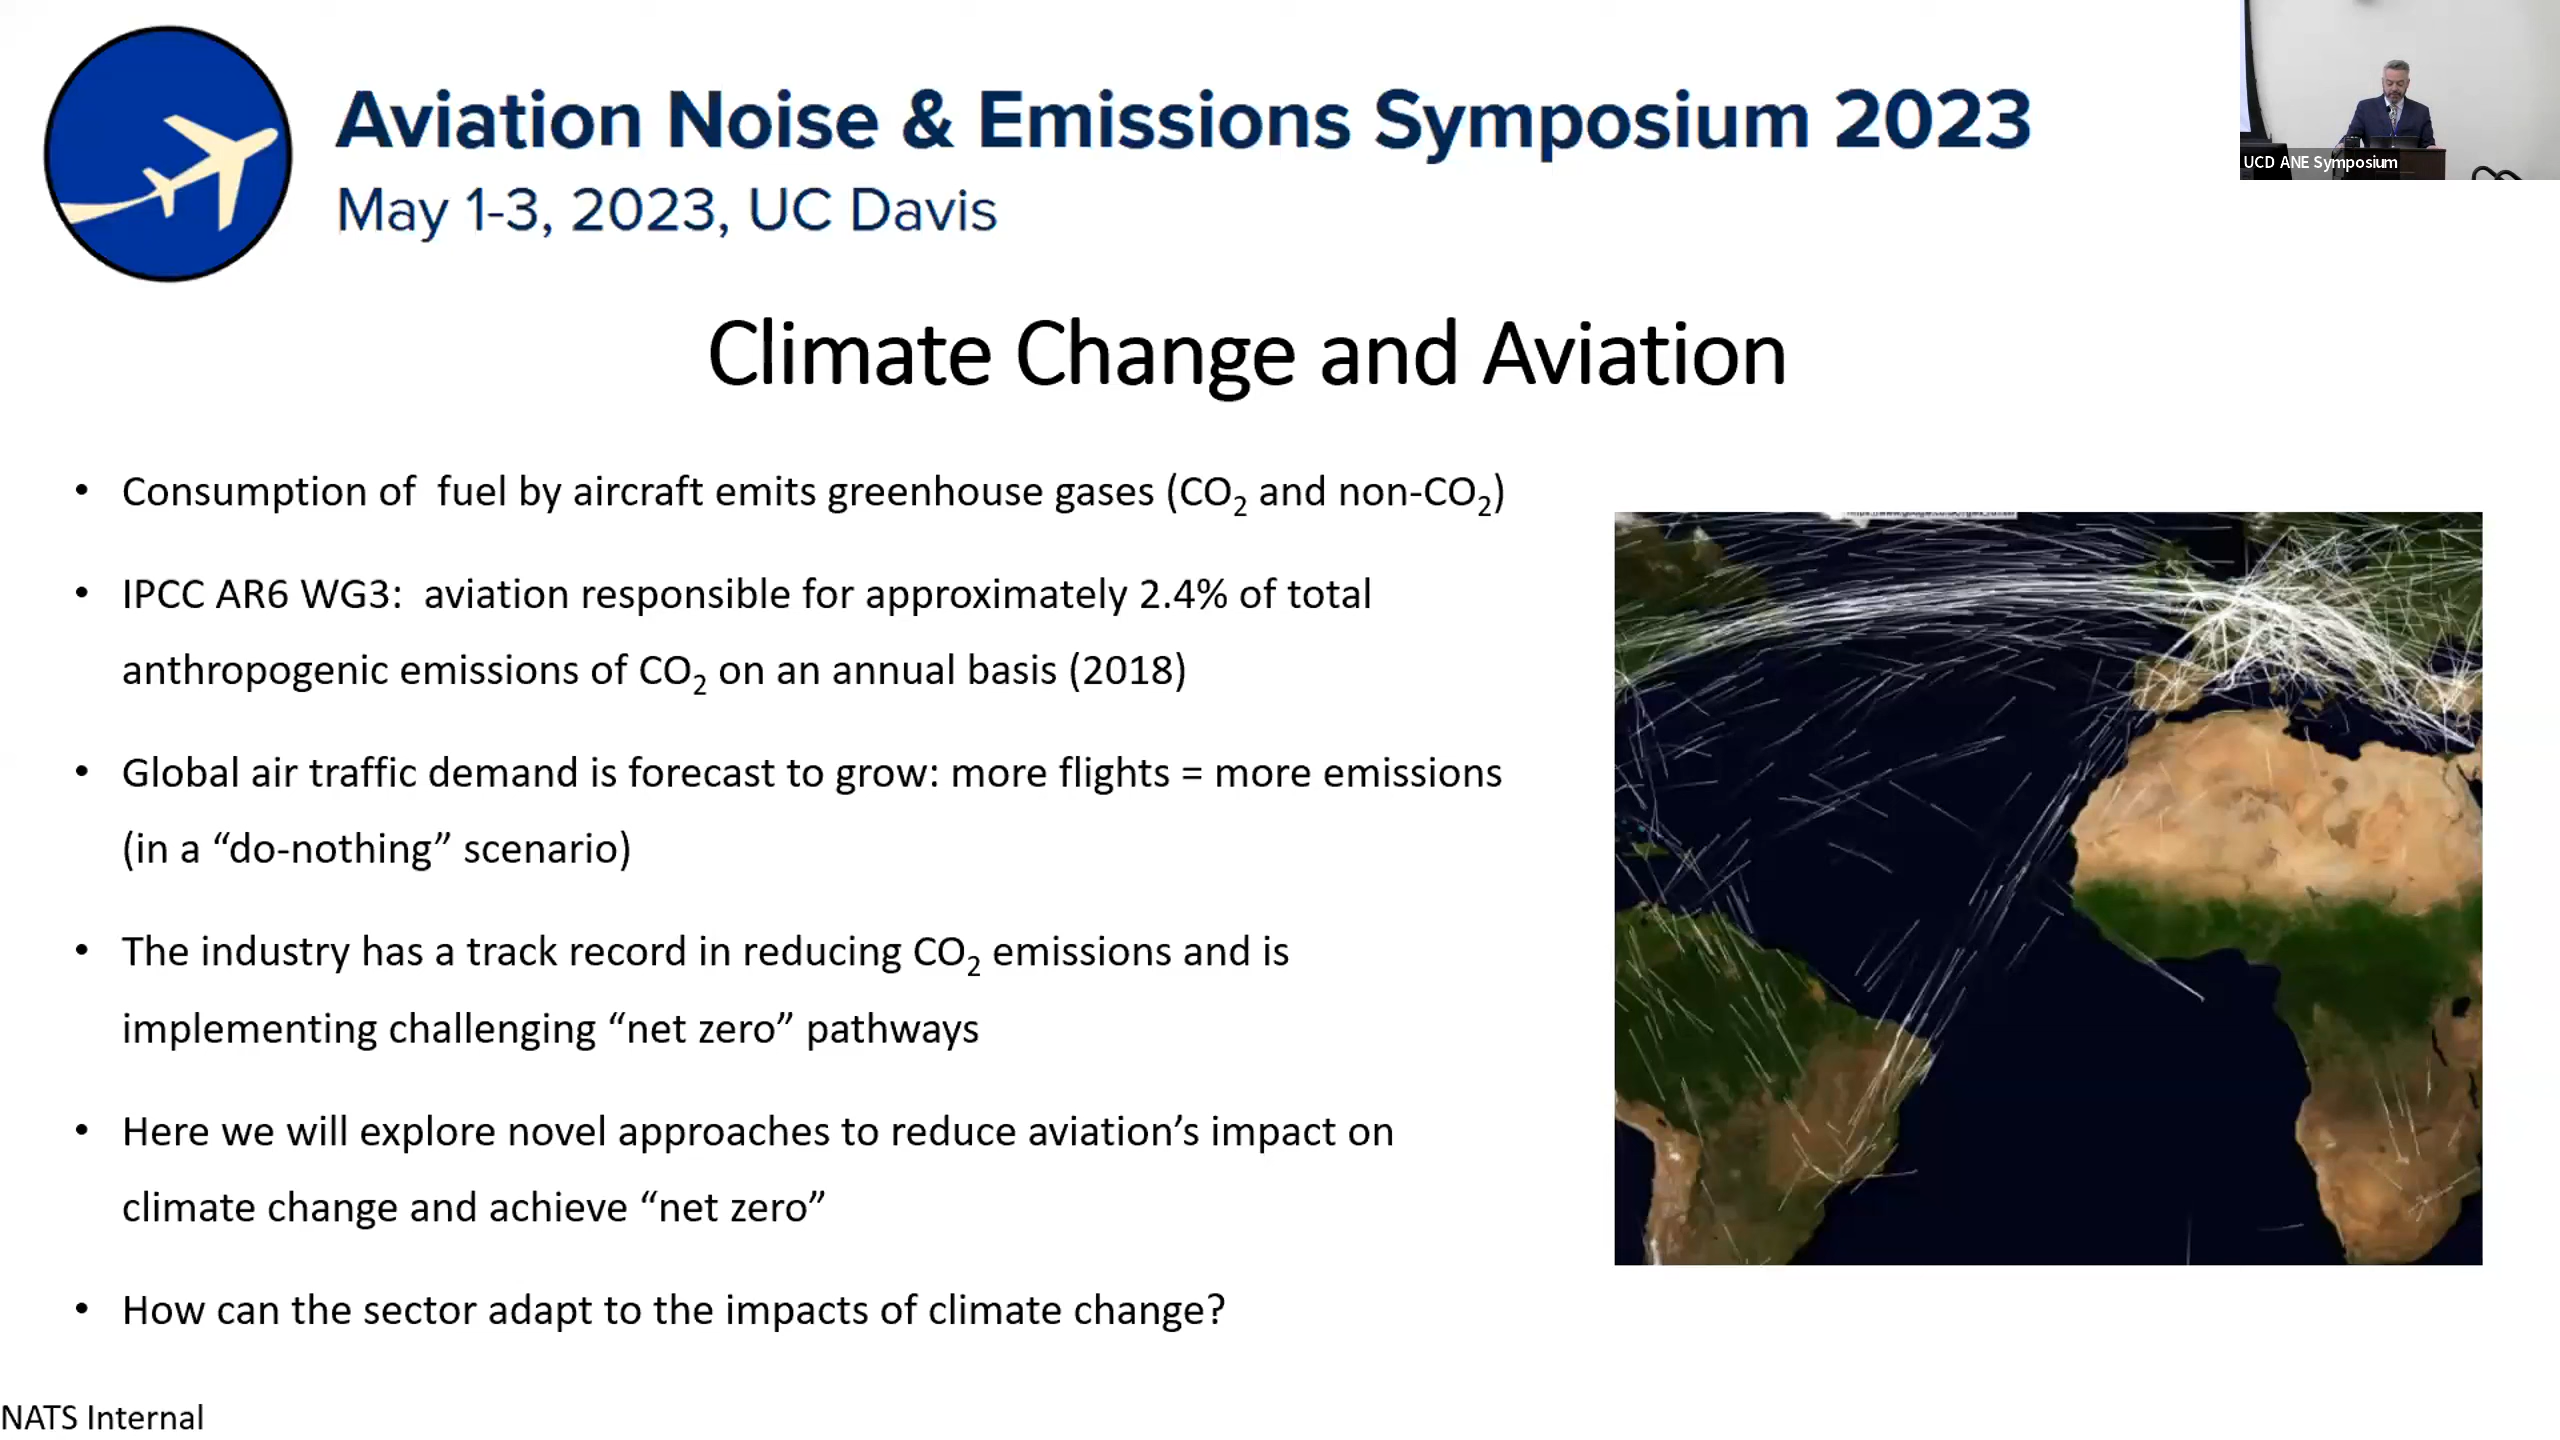 Aviation Noise & Emissions Symposium 2023
May 1-3, 2023, UC Davis
UCD ANE Symposium
Climate Change and Aviation
• Consumption of  fuel by aircraft emits greenhouse gases (CO₂ and non-CO₂)
• IPCC AR6 WG3:  aviation responsible for approximately 2.4% of total
anthropogenic emissions of CO₂ on an annual basis (2018)
• Global air traffic demand is forecast to grow: more flights = more emissions
(in a “do-nothing” scenario)
• The industry has a track record in reducing CO₂ emissions and is
implementing challenging “net zero” pathways
• Here we will explore novel approaches to reduce aviation’s impact on
climate change and achieve “net zero”
• How can the sector adapt to the impacts of climate change?
NATS Internal